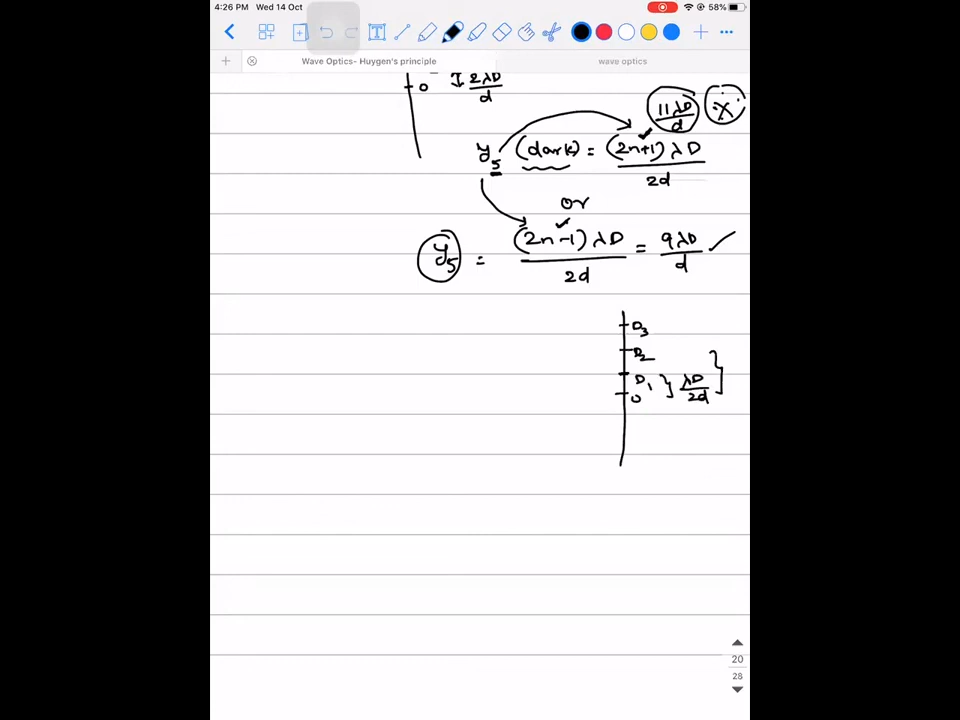 4:26 PM Wed 14 Oct 58%
Wave Optics- Huygen's principle wave optics
0 2λD/d
11λD/d X
y5 (dark) = (2n+1) λD/2d
or
y5 = (2n-1) λD/2d = 9λD/d
D3
D2
D1 } λD/2d }
0
20
28